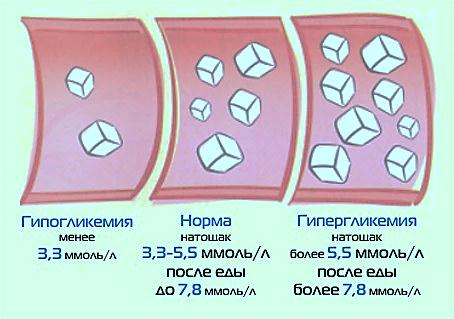 Гипогликемия
менее
3,3 ммоль/л
Норма
натощак
3,3-5,5 ммоль/л
после еды
до 7,8 ммоль/л
Гипергликемия
натощак
более 5,5 ммоль/л
после еды
более 7,8 ммоль/л